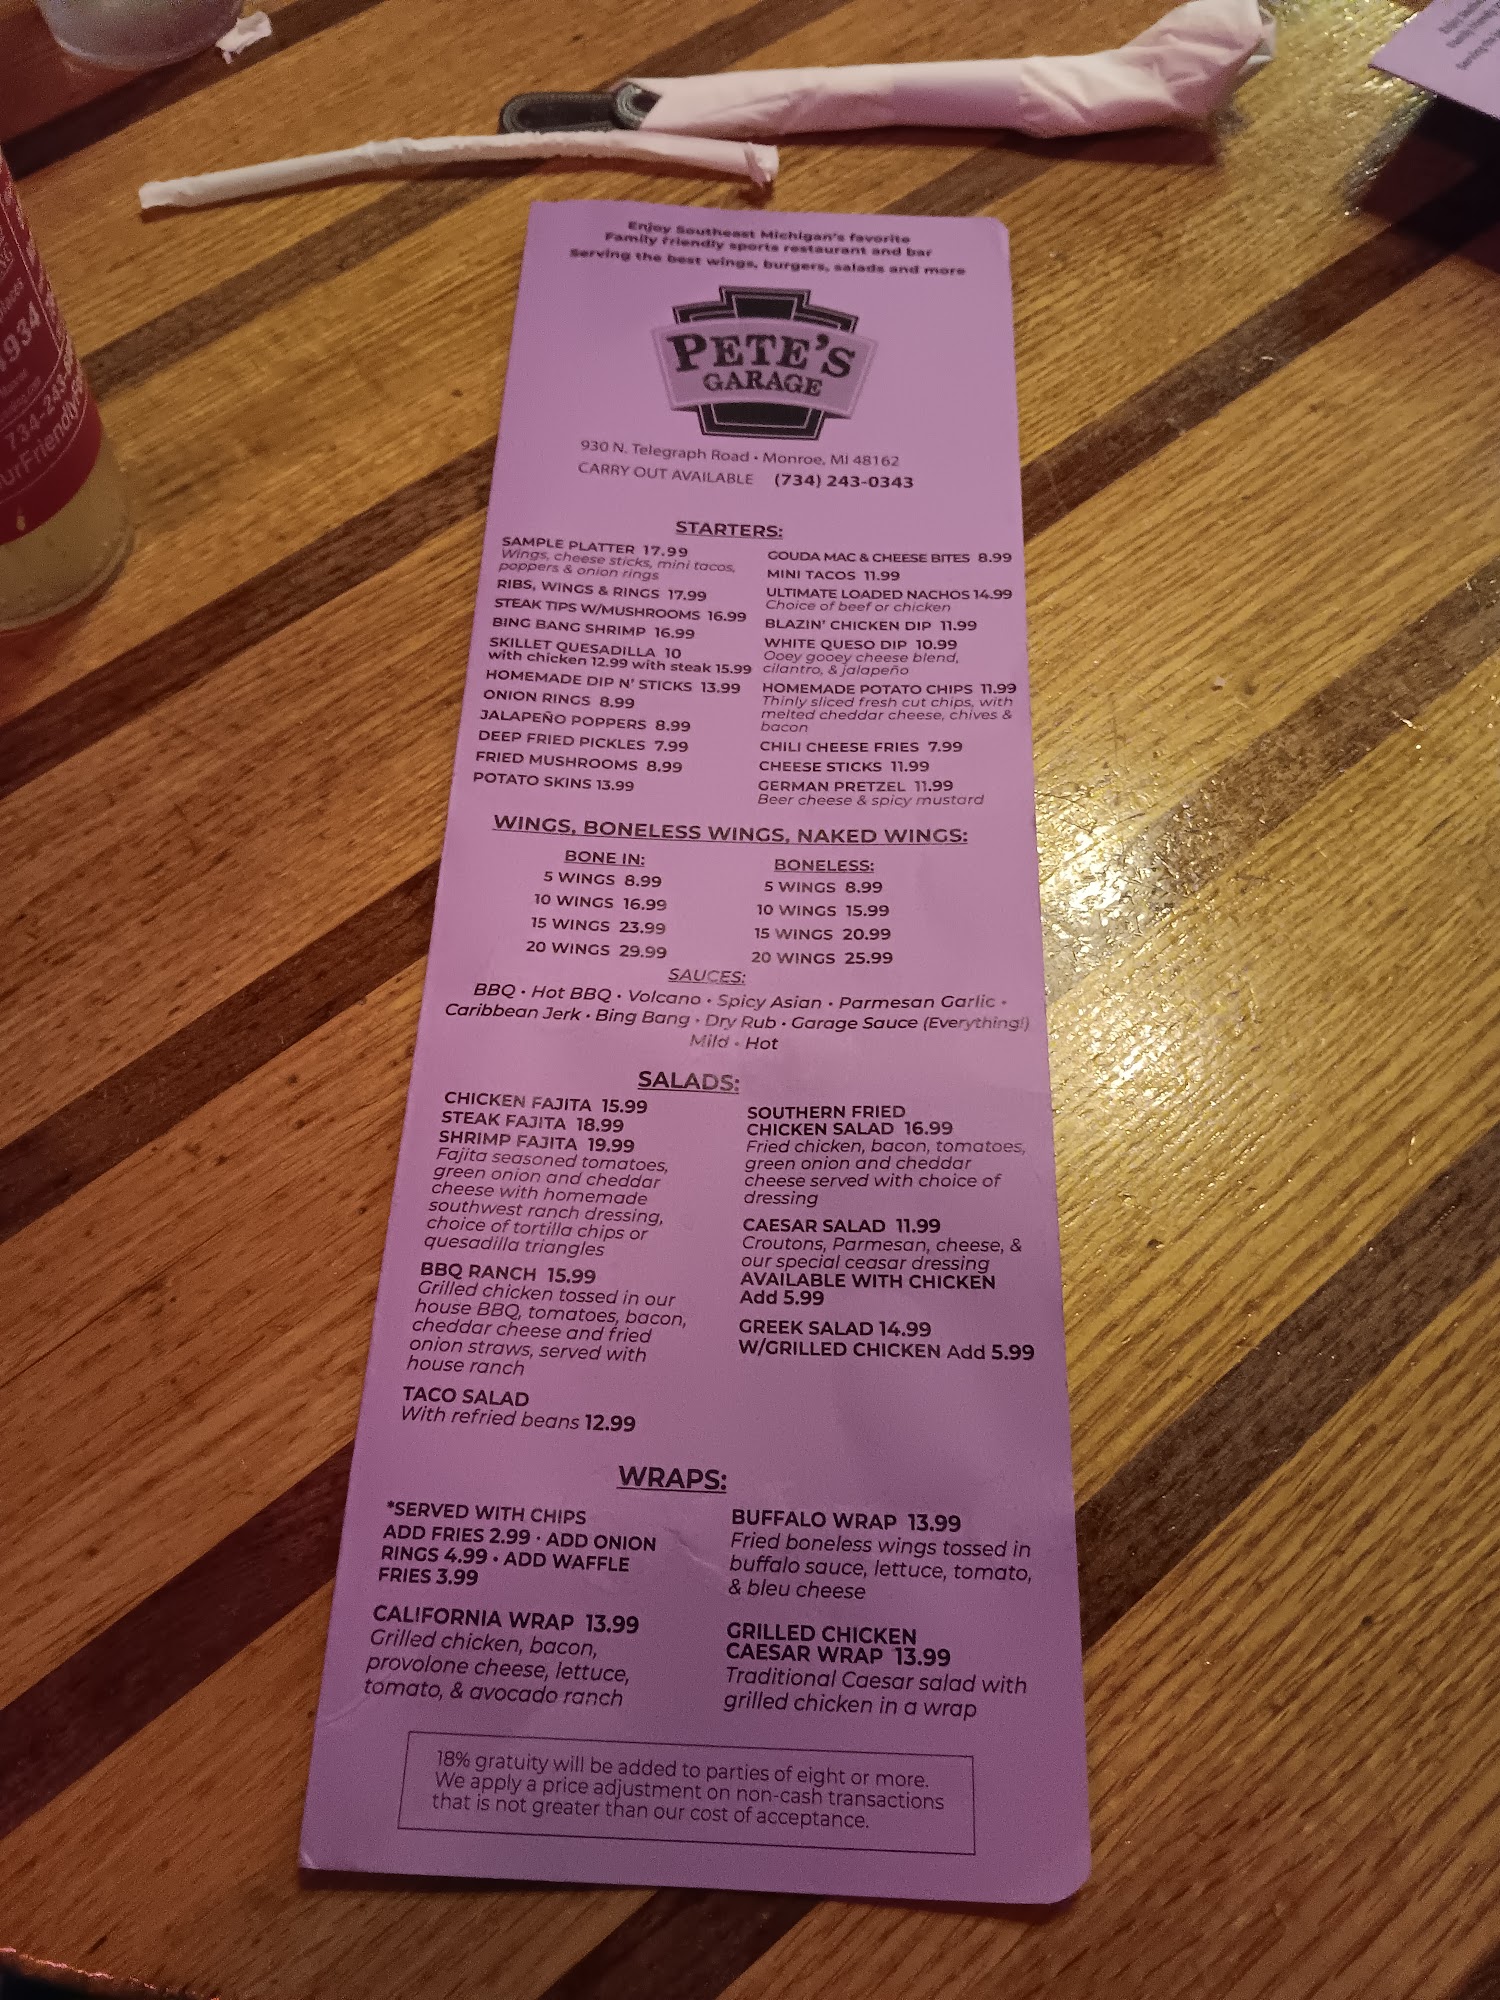 Enjoy Southeast Michigan's favorite
Family friendly sports restaurant and bar
Serving the best wings, burgers, salads and more
PETE'S
GARAGE
930 N. Telegraph Road • Monroe, MI 48162
CARRY OUT AVAILABLE (734) 243-0343
STARTERS:
SAMPLE PLATTER 17.99
Wings, cheese sticks, mini tacos,
poppers & onion rings
RIBS, WINGS & RINGS 17.99
STEAK TIPS W/MUSHROOMS 16.99
BING BANG SHRIMP 16.99
SKILLET QUESADILLA 10
with chicken 12.99 with steak 15.99
HOMEMADE DIP N' STICKS 13.99
ONION RINGS 8.99
JALAPEÑO POPPERS 8.99
DEEP FRIED PICKLES 7.99
FRIED MUSHROOMS 8.99
POTATO SKINS 13.99
GOUDA MAC & CHEESE BITES 8.99
MINI TACOS 11.99
ULTIMATE LOADED NACHOS 14.99
Choice of beef or chicken
BLAZIN' CHICKEN DIP 11.99
WHITE QUESO DIP 10.99
Ooey gooey cheese blend,
cilantro, & jalapeño
HOMEMADE POTATO CHIPS 11.99
Thinly sliced fresh cut chips, with
melted cheddar cheese, chives &
bacon
CHILI CHEESE FRIES 7.99
CHEESE STICKS 11.99
GERMAN PRETZEL 11.99
Beer cheese & spicy mustard
WINGS, BONELESS WINGS, NAKED WINGS:
BONE IN:
5 WINGS 8.99
10 WINGS 16.99
15 WINGS 23.99
20 WINGS 29.99
BONELESS:
5 WINGS 8.99
10 WINGS 15.99
15 WINGS 20.99
20 WINGS 25.99
SAUCES:
BBQ • Hot BBQ • Volcano • Spicy Asian • Parmesan Garlic •
Caribbean Jerk • Bing Bang • Dry Rub • Garage Sauce (Everything!)
Mild • Hot
SALADS:
CHICKEN FAJITA 15.99
STEAK FAJITA 18.99
SHRIMP FAJITA 19.99
Fajita seasoned tomatoes,
green onion and cheddar
cheese with homemade
southwest ranch dressing,
choice of tortilla chips or
quesadilla triangles
BBQ RANCH 15.99
Grilled chicken tossed in our
house BBQ, tomatoes, bacon,
cheddar cheese and fried
onion straws, served with
house ranch
TACO SALAD
With refried beans 12.99
SOUTHERN FRIED
CHICKEN SALAD 16.99
Fried chicken, bacon, tomatoes,
green onion and cheddar
cheese served with choice of
dressing
CAESAR SALAD 11.99
Croutons, Parmesan, cheese, &
our special ceasar dressing
AVAILABLE WITH CHICKEN
Add 5.99
GREEK SALAD 14.99
W/GRILLED CHICKEN Add 5.99
WRAPS:
*SERVED WITH CHIPS
ADD FRIES 2.99 • ADD ONION
RINGS 4.99 • ADD WAFFLE
FRIES 3.99
CALIFORNIA WRAP 13.99
Grilled chicken, bacon,
provolone cheese, lettuce,
tomato, & avocado ranch
BUFFALO WRAP 13.99
Fried boneless wings tossed in
buffalo sauce, lettuce, tomato,
& bleu cheese
GRILLED CHICKEN
CAESAR WRAP 13.99
Traditional Caesar salad with
grilled chicken in a wrap
18% gratuity will be added to parties of eight or more.
We apply a price adjustment on non-cash transactions
that is not greater than our cost of acceptance.